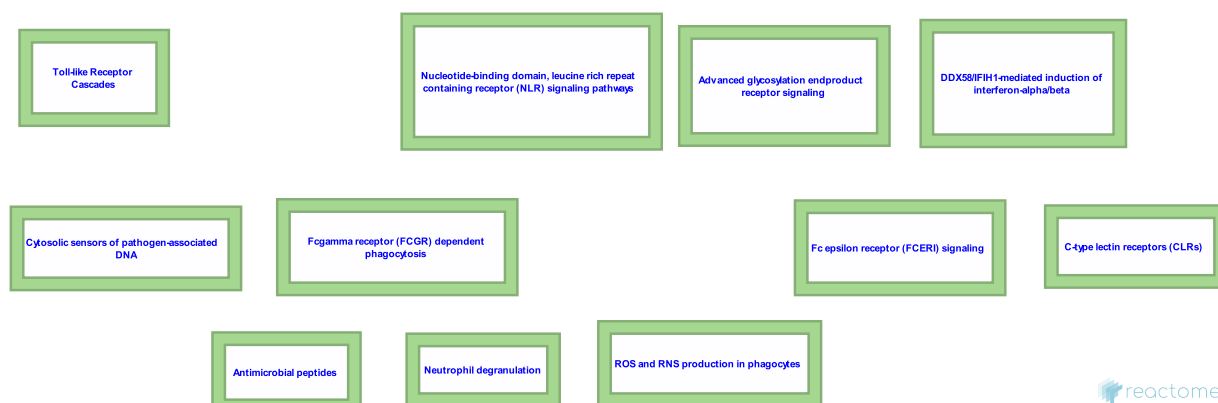 Toll-like Receptor
Cascades
Nucleotide-binding domain, leucine rich repeat
containing receptor (NLR) signaling pathways
Advanced glycosylation endproduct
receptor signaling
DDX58/IFIH1-mediated induction of
interferon-alpha/beta
Cytosolic sensors of pathogen-associated
DNA
Fcgamma receptor (FCGR) dependent
phagocytosis
Fc epsilon receptor (FCERI) signaling
C-type lectin receptors (CLRs)
Antimicrobial peptides
Neutrophil degranulation
ROS and RNS production in phagocytes
reactome